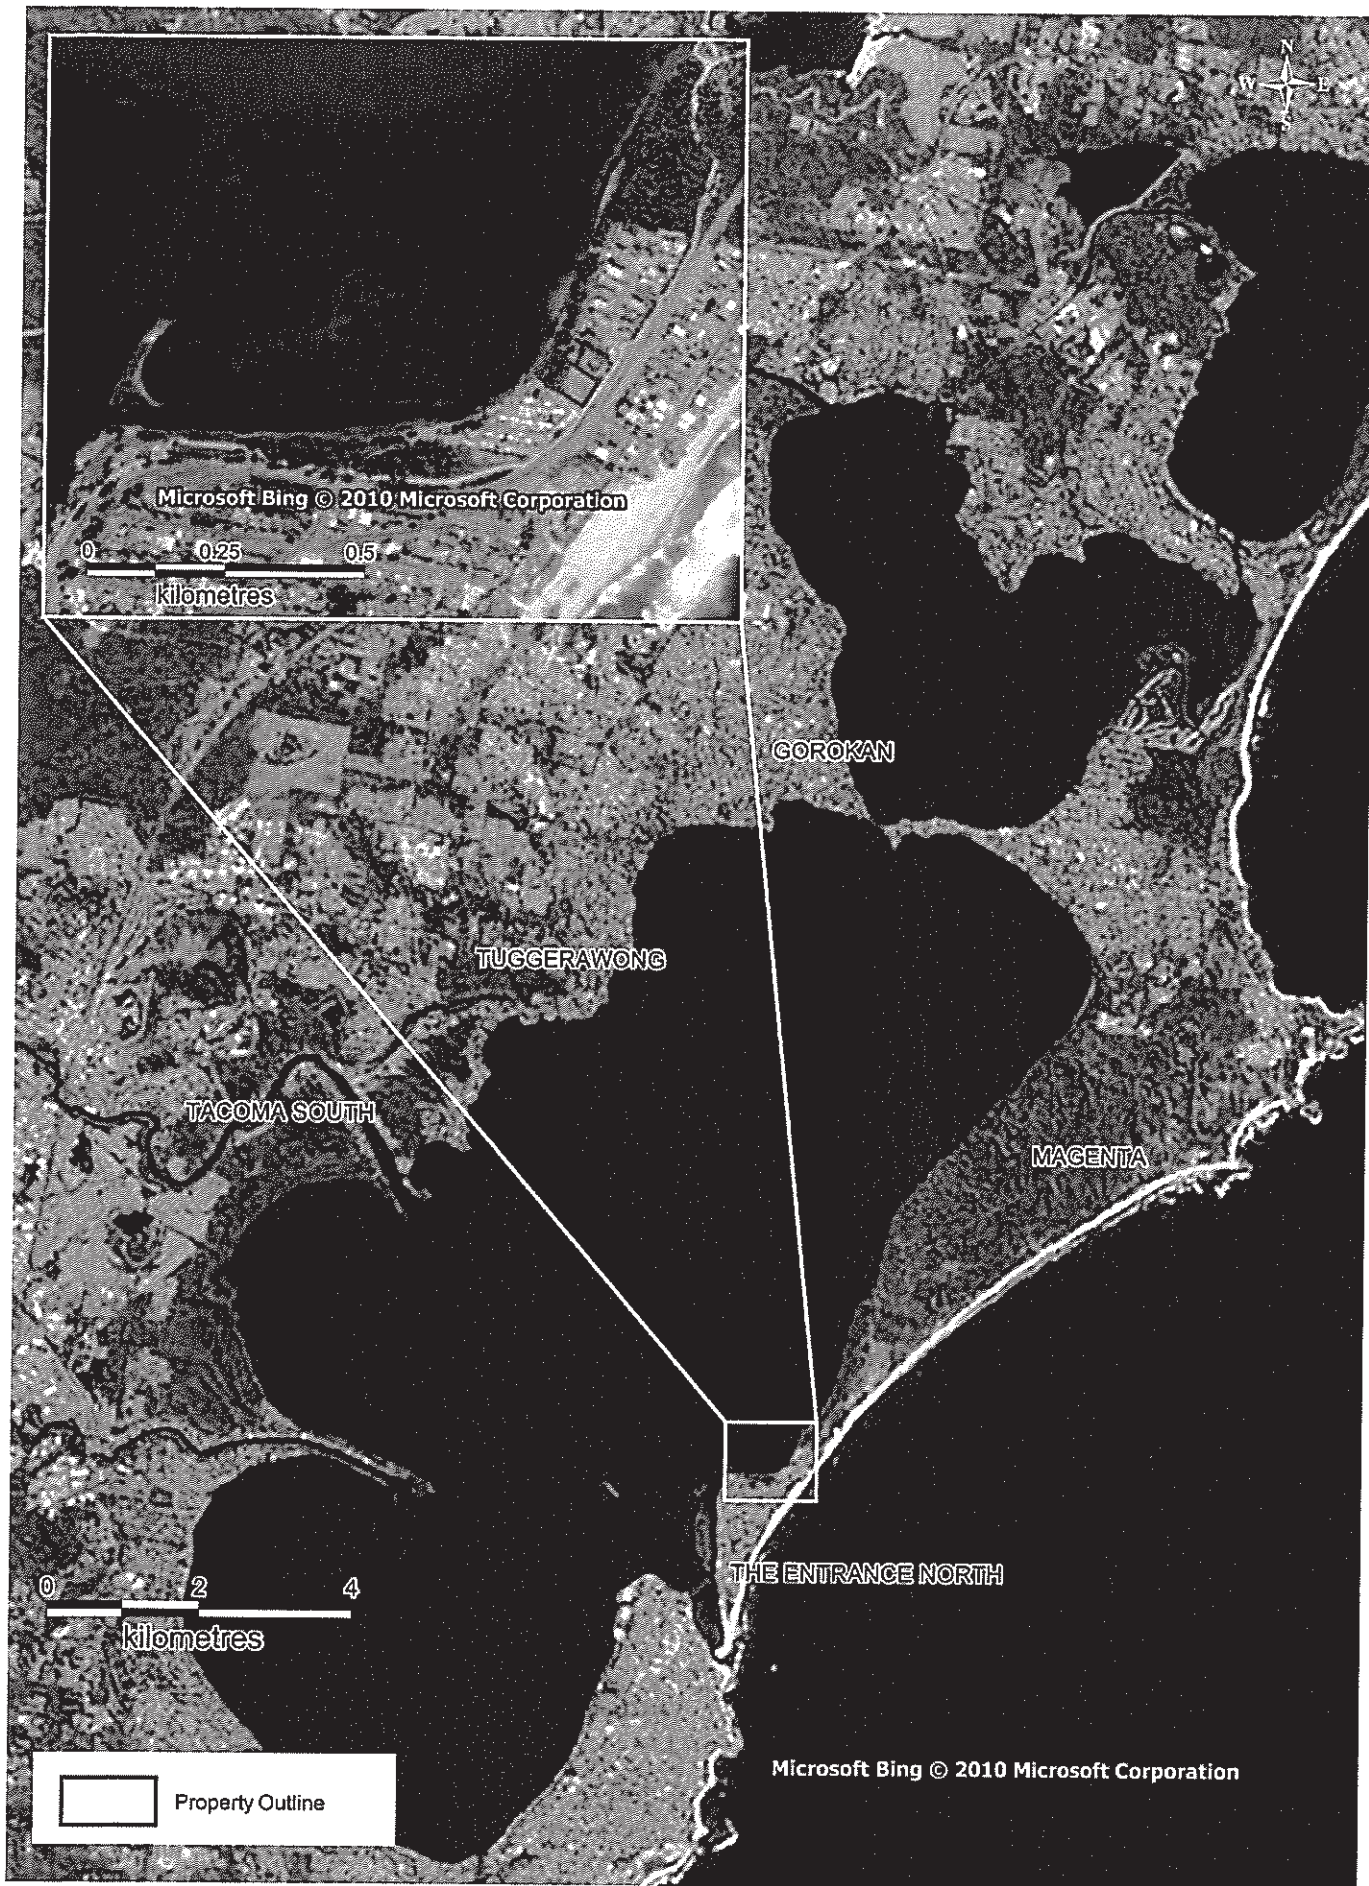 N
W E
S
Microsoft Bing © 2010 Microsoft Corporation
0 0.25 0.5
kilometres
GOROKAN
TUGGERAWONG
TACOMA SOUTH
MAGENTA
THE ENTRANCE NORTH
0 2 4
kilometres
Microsoft Bing © 2010 Microsoft Corporation
Property Outline